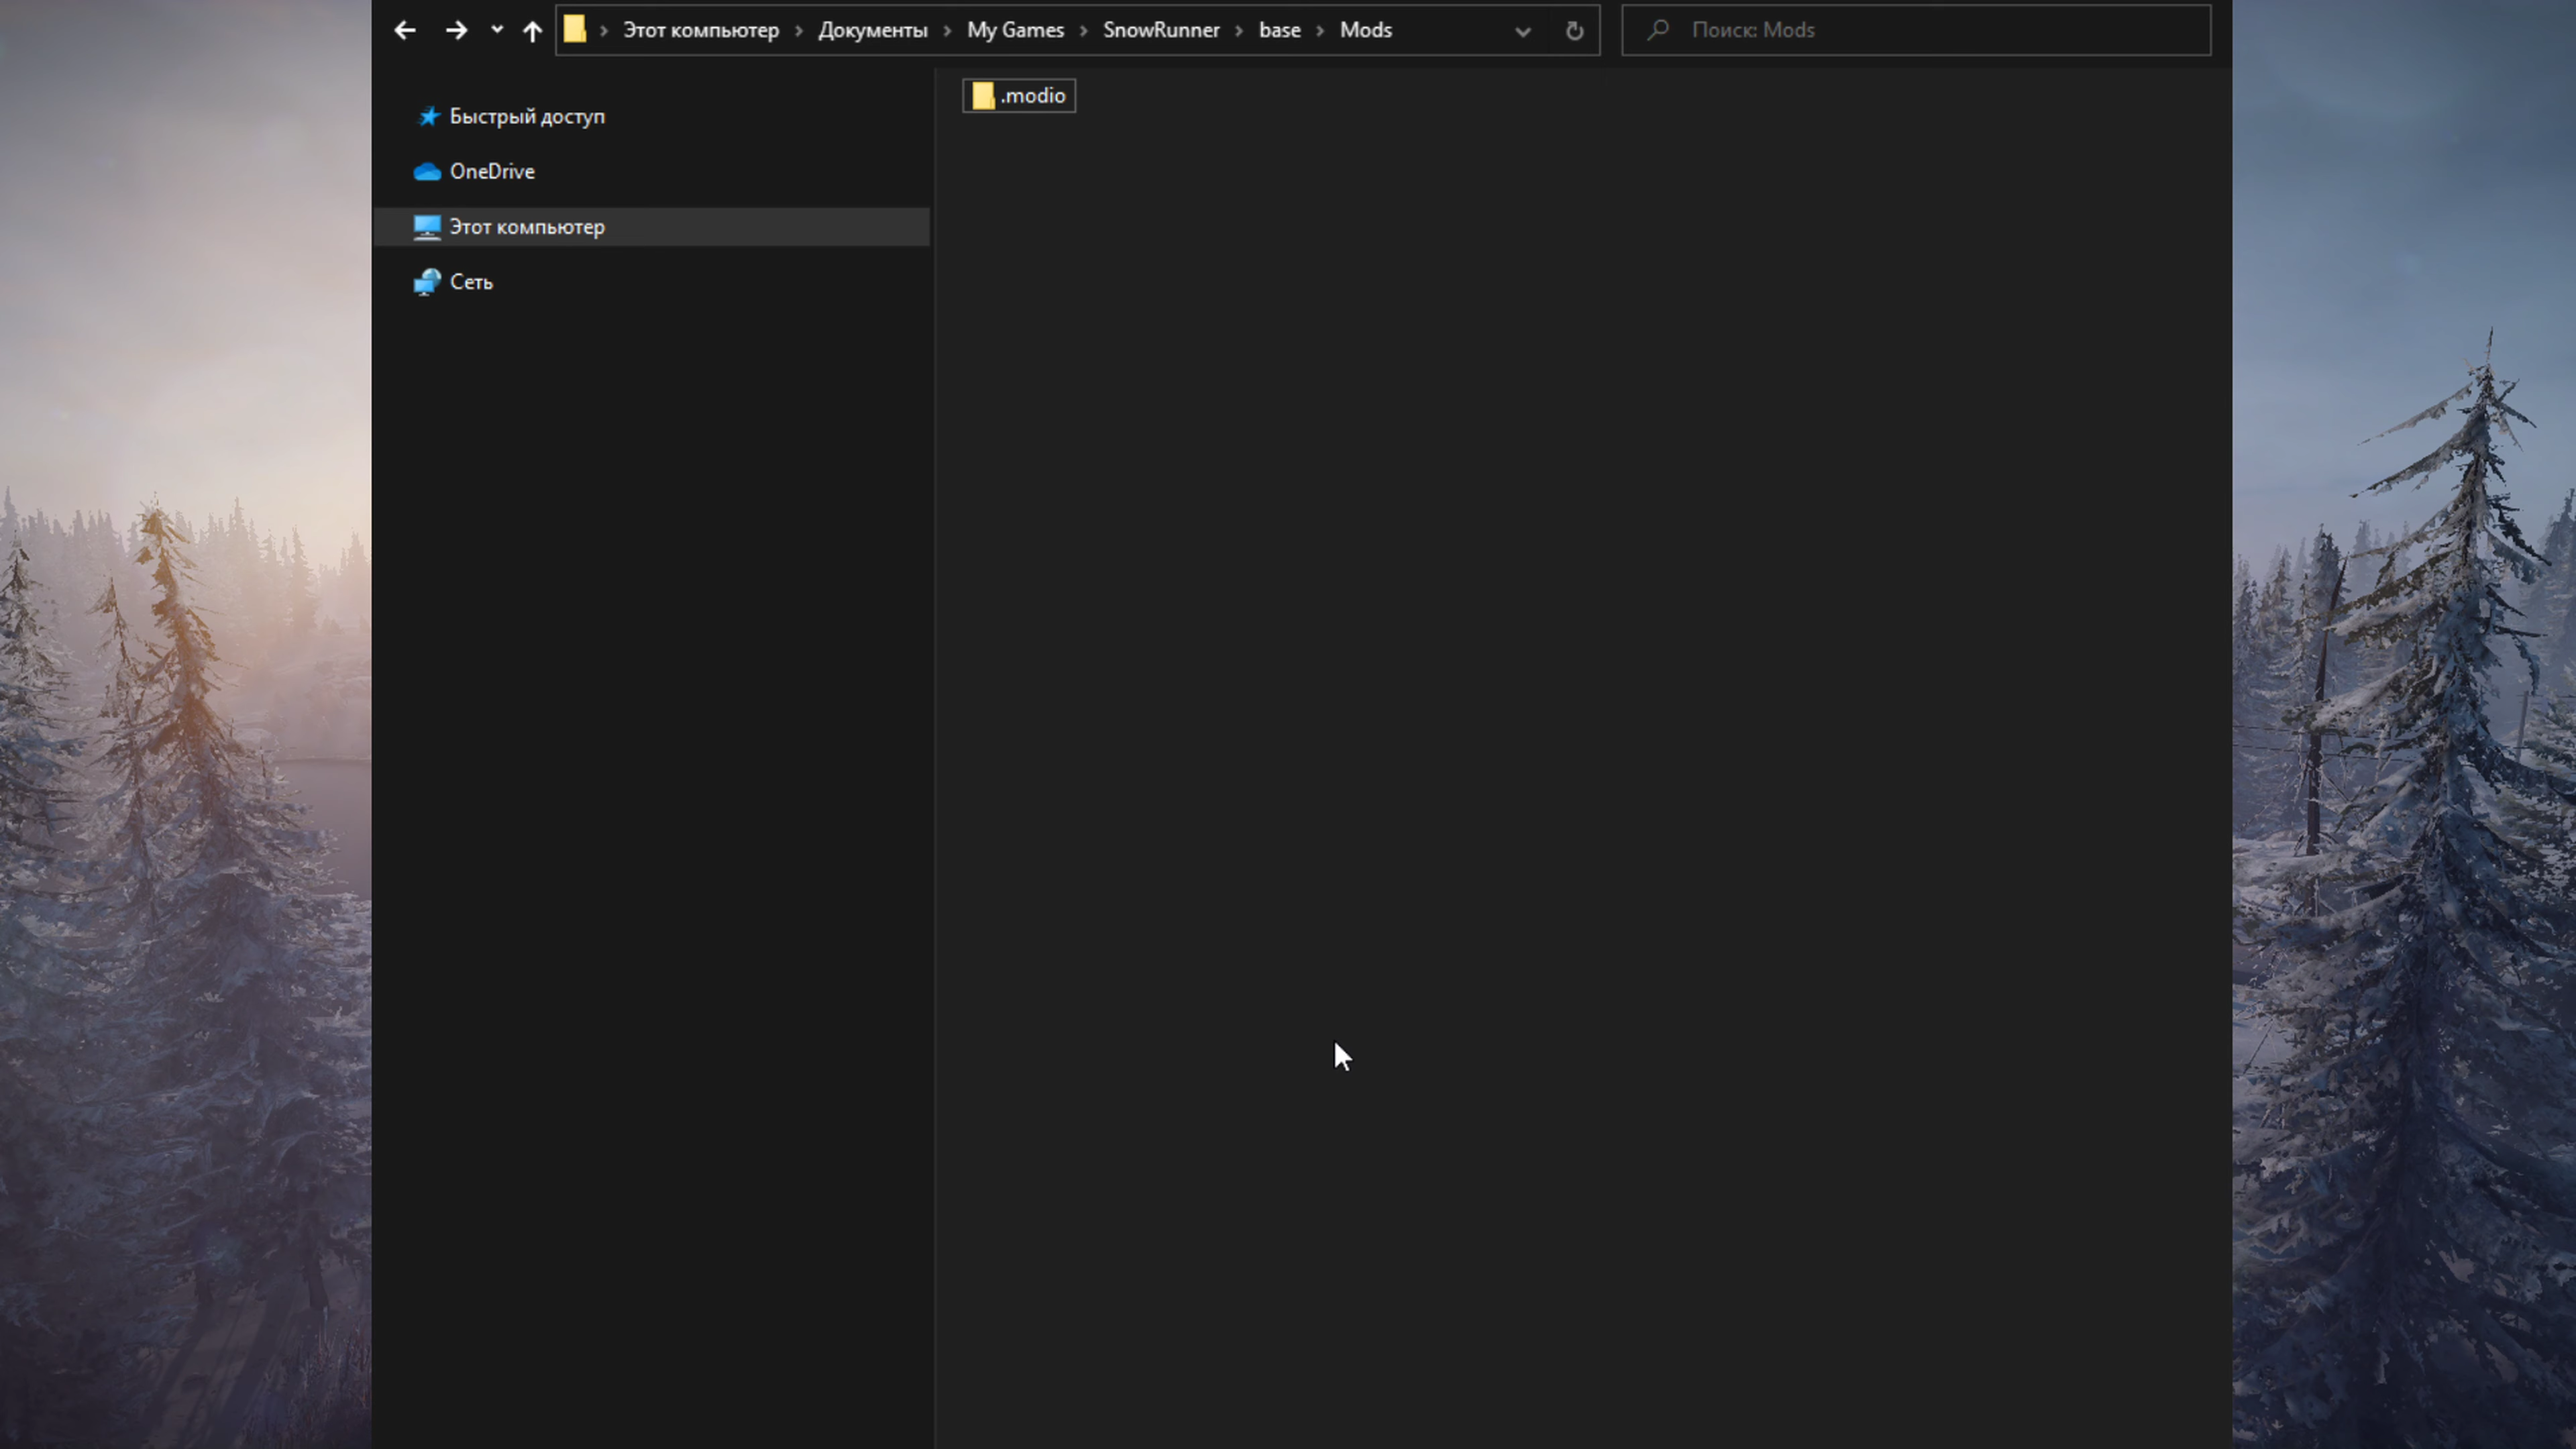 Этот компьютер > Документы > My Games > SnowRunner > base > Mods
Поиск: Mods
.modio
Быстрый доступ
OneDrive
Этот компьютер
Сеть